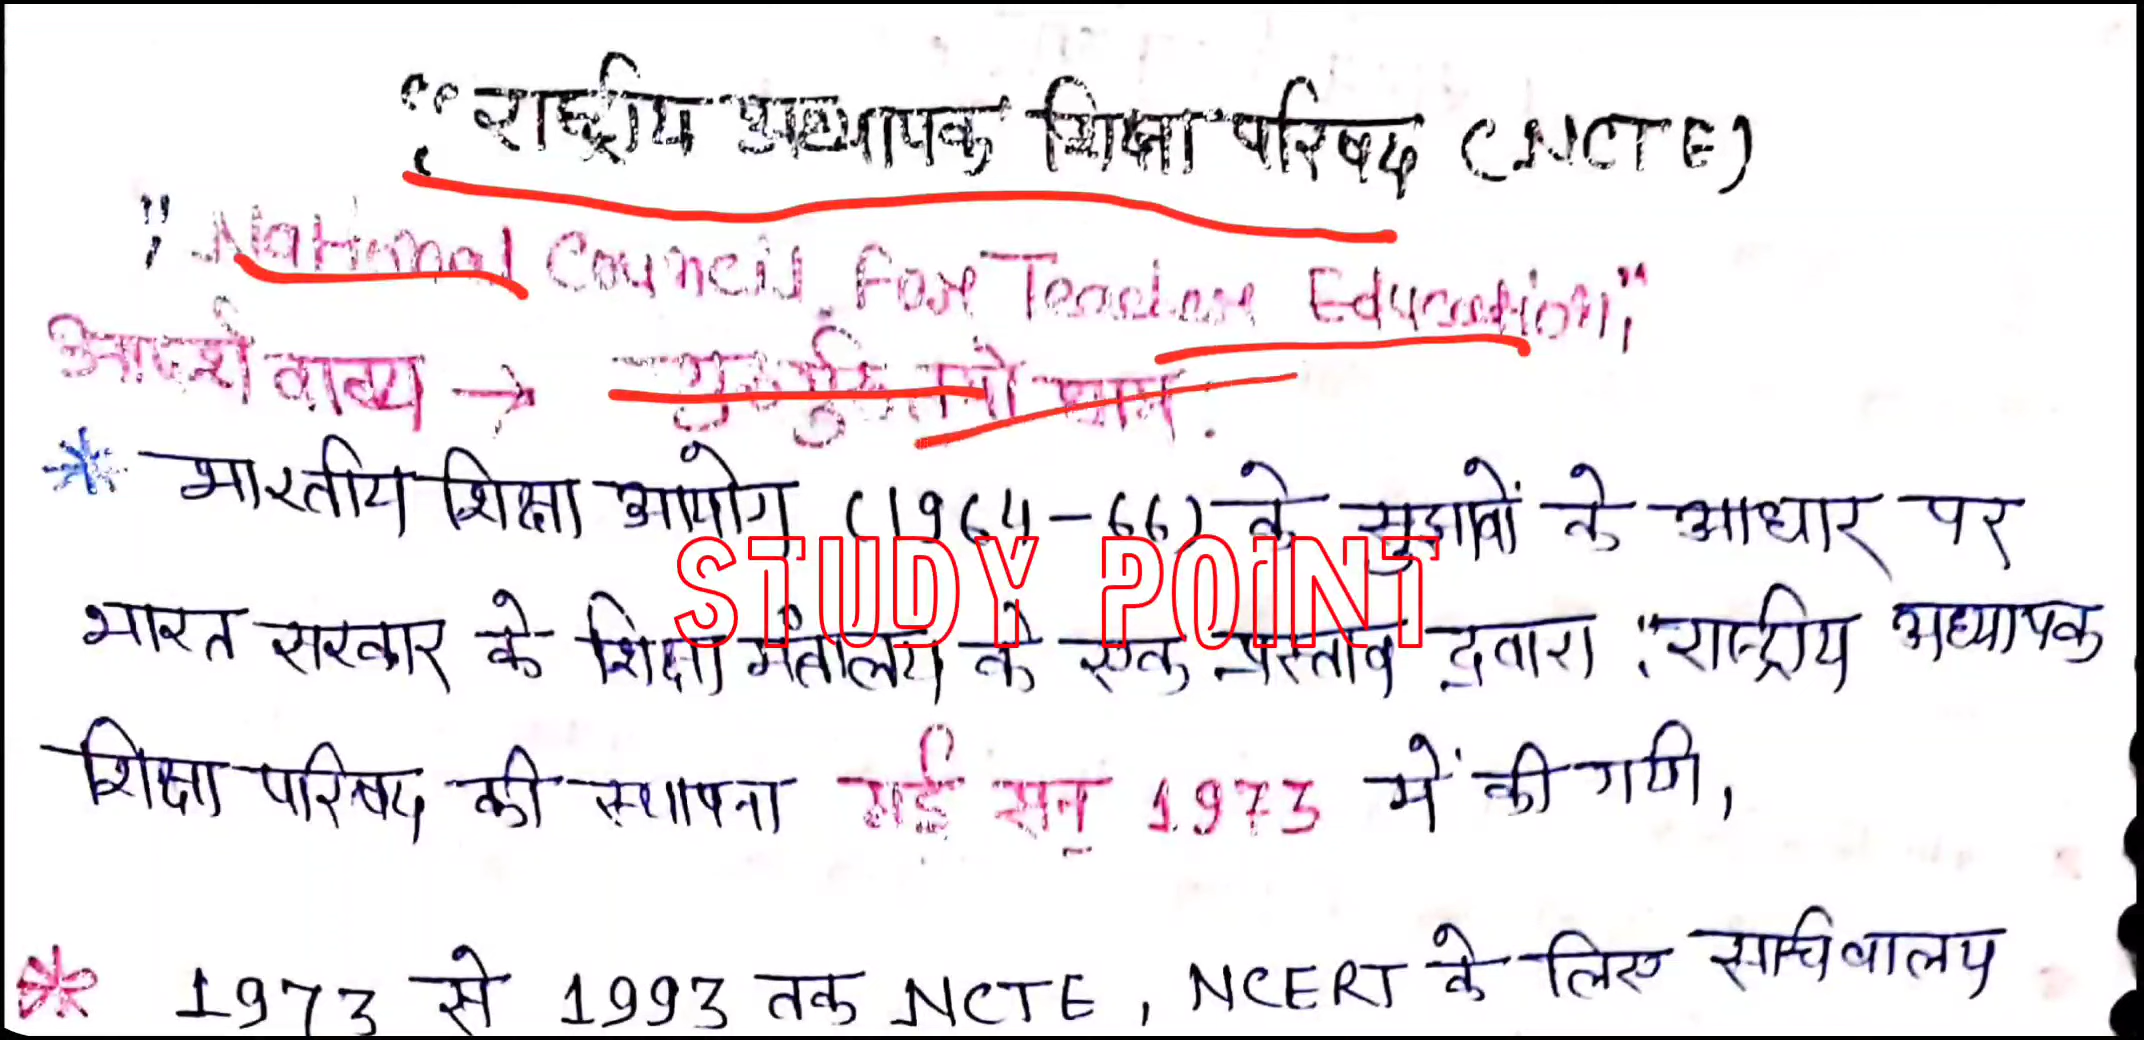 "राष्ट्रीय अध्यापक शिक्षा परिषद (NCTE)
"National Council For Teacher Education"
आदर्श वाक्य → गुरुर्गुरुतमो धाम
* भारतीय शिक्षा आयोग (1964-66) के सुझावों के आधार पर
STUDY POINT
भारत सरकार के शिक्षा मंत्रालय के एक प्रस्ताव द्वारा "राष्ट्रीय अध्यापक
शिक्षा परिषद की स्थापना मई सन् 1973 में की गयी,
* 1973 से 1993 तक NCTE, NCERT के लिए सचिवालय